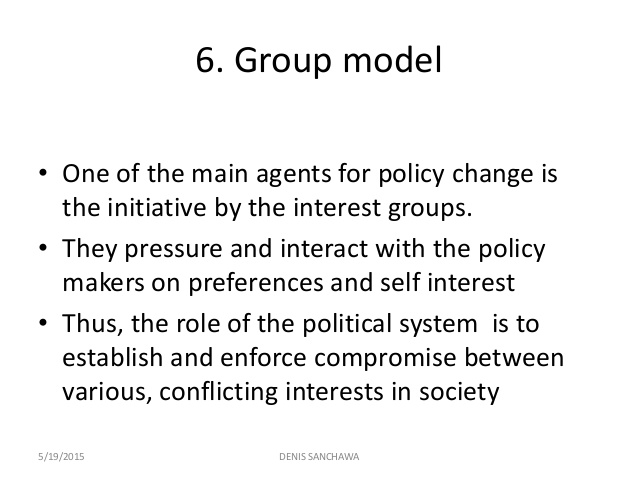 6. Group model
• One of the main agents for policy change is
the initiative by the interest groups.
• They pressure and interact with the policy
makers on preferences and self interest
• Thus, the role of the political system  is to
establish and enforce compromise between
various, conflicting interests in society
5/19/2015
DENIS SANCHAWA